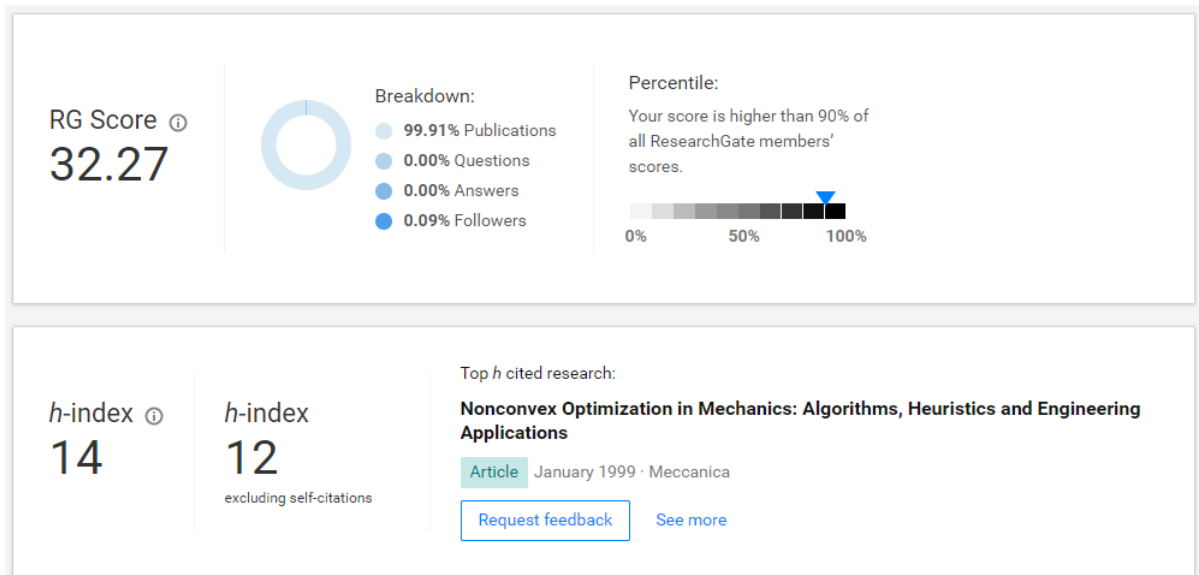 RG Score
32.27
Breakdown:
99.91% Publications
0.00% Questions
0.00% Answers
0.09% Followers
Percentile:
Your score is higher than 90% of
all ResearchGate members’
scores.
0% 50% 100%
h-index
14
h-index
12
excluding self-citations
Top h cited research:
Nonconvex Optimization in Mechanics: Algorithms, Heuristics and Engineering
Applications
Article January 1999 · Meccanica
Request feedback See more